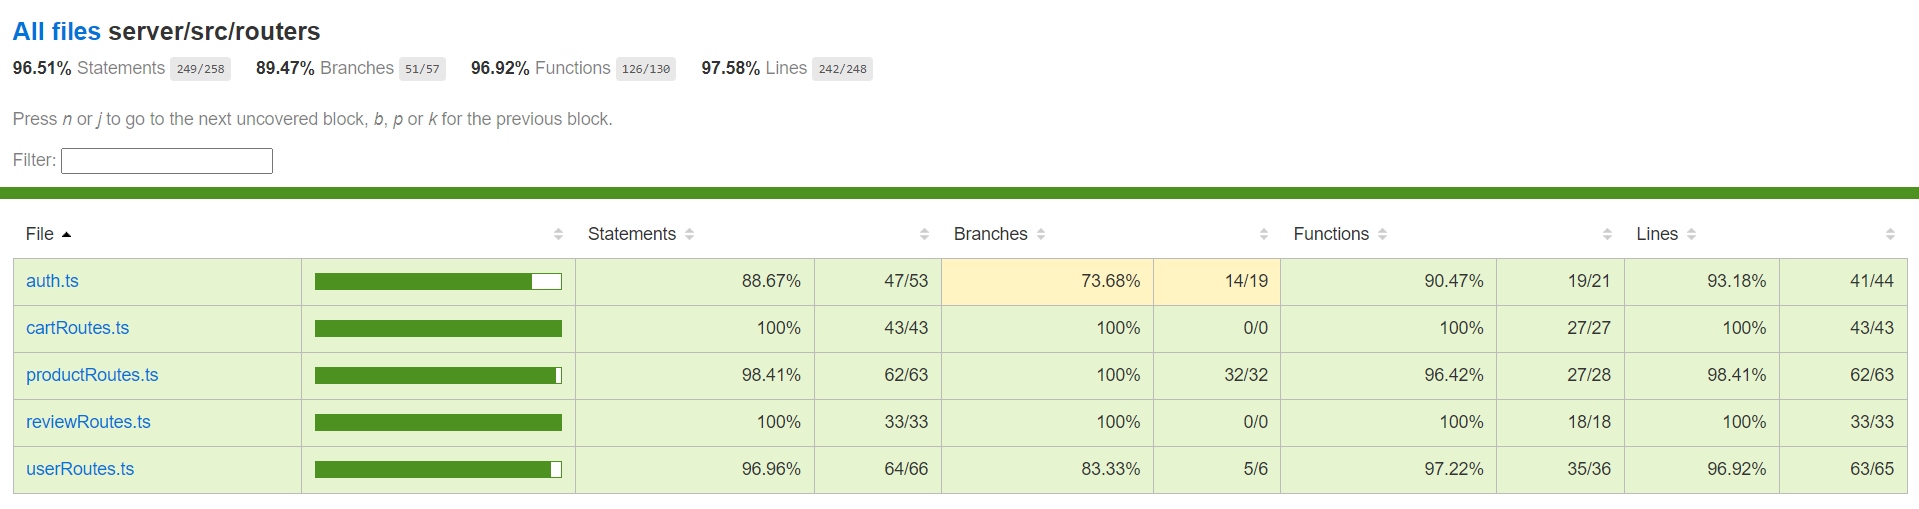 All files server/src/routers
96.51% Statements 249/258 89.47% Branches 51/57 96.92% Functions 126/130 97.58% Lines 242/248
Press n or j to go to the next uncovered block, b, p or k for the previous block.
Filter:
File Statements Branches Functions Lines
auth.ts 88.67% 47/53 73.68% 14/19 90.47% 19/21 93.18% 41/44
cartRoutes.ts 100% 43/43 100% 0/0 100% 27/27 100% 43/43
productRoutes.ts 98.41% 62/63 100% 32/32 96.42% 27/28 98.41% 62/63
reviewRoutes.ts 100% 33/33 100% 0/0 100% 18/18 100% 33/33
userRoutes.ts 96.96% 64/66 83.33% 5/6 97.22% 35/36 96.92% 63/65